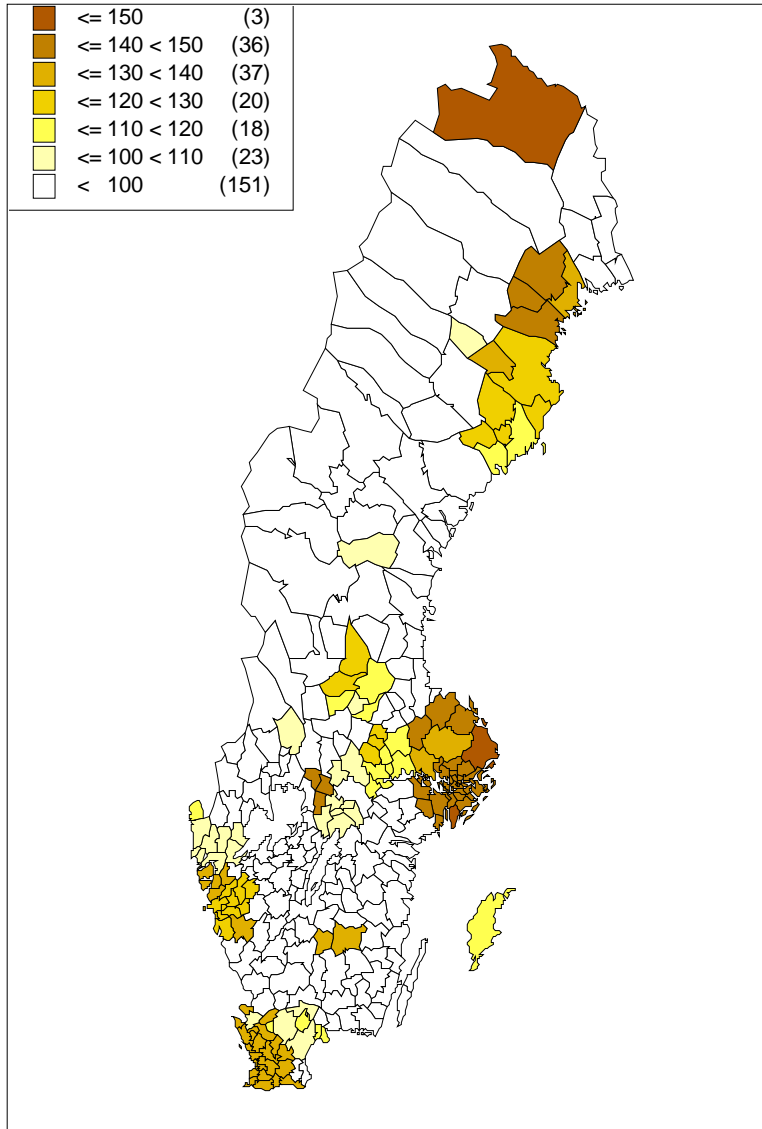 <= 150 (3)
<= 140 < 150 (36)
<= 130 < 140 (37)
<= 120 < 130 (20)
<= 110 < 120 (18)
<= 100 < 110 (23)
< 100 (151)